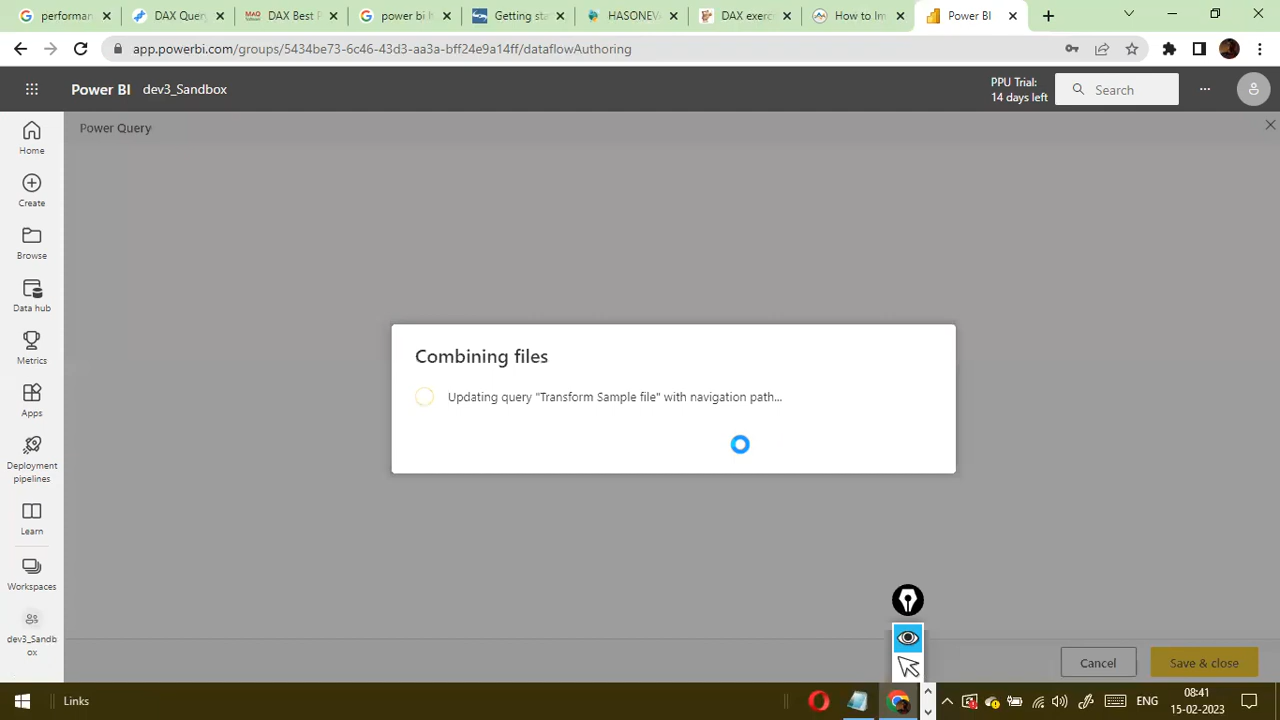 performan
DAX Query
DAX Best P
power bi h
Getting sta
HASONEVA
DAX exerci
How to Im
Power BI
app.powerbi.com/groups/5434be73-6c46-43d3-aa3a-bff24e9a14ff/dataflowAuthoring
Power BI dev3_Sandbox
PPU Trial:
14 days left
Search
Power Query
Home
Create
Browse
Data hub
Metrics
Apps
Deployment
pipelines
Learn
Workspaces
dev3_Sandb
ox
Combining files
Updating query "Transform Sample file" with navigation path...
Cancel
Save & close
Links
ENG
08:41
15-02-2023